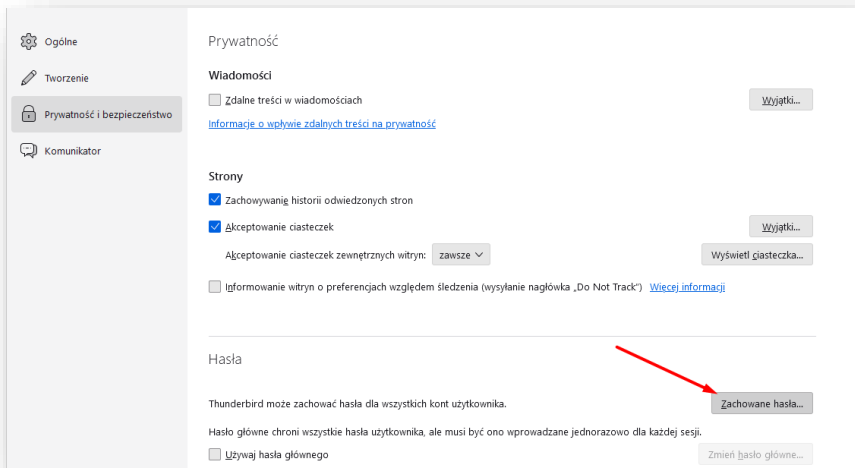 Ogólne
Tworzenie
Prywatność i bezpieczeństwo
Komunikator
Prywatność
Wiadomości
Zdalne treści w wiadomościach
Wyjątki...
Informacje o wpływie zdalnych treści na prywatność
Strony
Zachowywanie historii odwiedzonych stron
Akceptowanie ciasteczek
Wyjątki...
Akceptowanie ciasteczek zewnętrznych witryn: zawsze
Wyświetl ciasteczka...
Informowanie witryn o preferencjach względem śledzenia (wysyłanie nagłówka „Do Not Track”) Więcej informacji
Hasła
Thunderbird może zachować hasła dla wszystkich kont użytkownika.
Zachowane hasła...
Hasło główne chroni wszystkie hasła użytkownika, ale musi być ono wprowadzane jednorazowo dla każdej sesji.
Używaj hasła głównego
Zmień hasło główne...